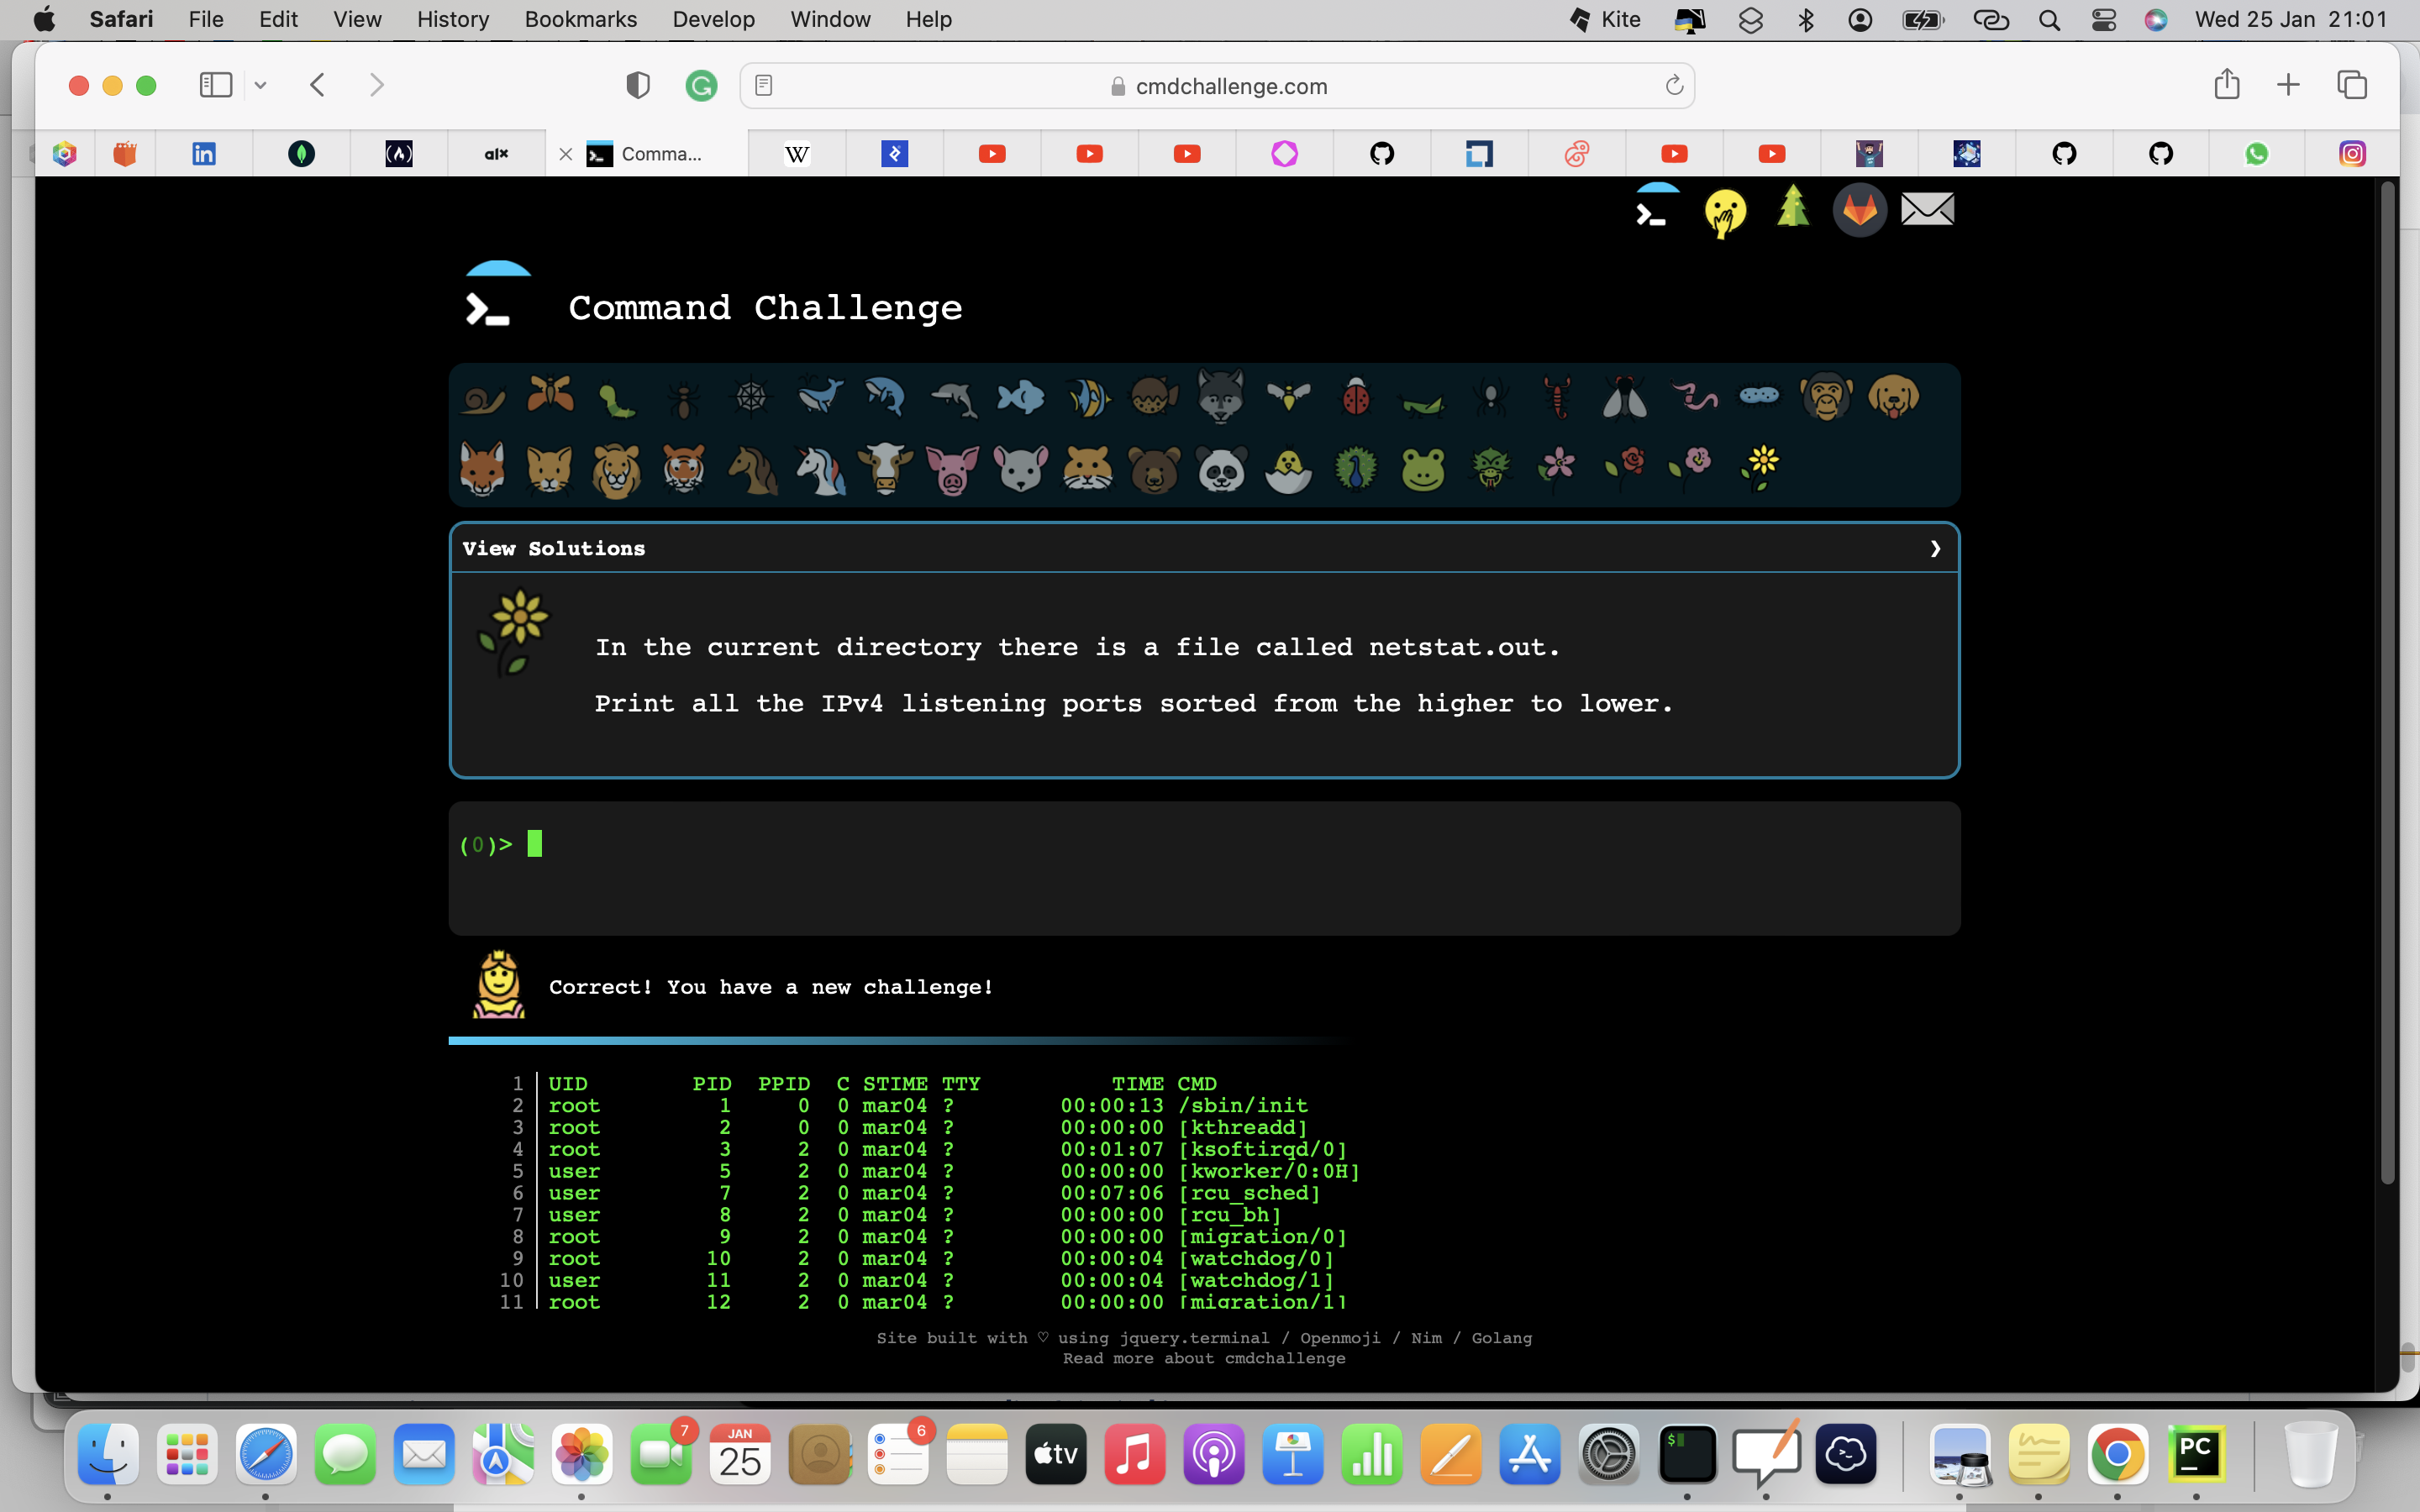 Safari File Edit View History Bookmarks Develop Window Help Kite Wed 25 Jan 21:01
cmdchallenge.com
alx Comma... W
Command Challenge
View Solutions
In the current directory there is a file called netstat.out.
Print all the IPv4 listening ports sorted from the higher to lower.
(0)>
Correct! You have a new challenge!
1 UID PID PPID C STIME TTY TIME CMD
2 root 1 0 0 mar04 ? 00:00:13 /sbin/init
3 root 2 0 0 mar04 ? 00:00:00 [kthreadd]
4 root 3 2 0 mar04 ? 00:01:07 [ksoftirqd/0]
5 user 5 2 0 mar04 ? 00:00:00 [kworker/0:0H]
6 user 7 2 0 mar04 ? 00:07:06 [rcu_sched]
7 user 8 2 0 mar04 ? 00:00:00 [rcu_bh]
8 root 9 2 0 mar04 ? 00:00:00 [migration/0]
9 root 10 2 0 mar04 ? 00:00:04 [watchdog/0]
10 user 11 2 0 mar04 ? 00:00:04 [watchdog/1]
11 root 12 2 0 mar04 ? 00:00:00 [migration/1]
Site built with ♡ using jquery.terminal / Openmoji / Nim / Golang
Read more about cmdchallenge
7 JAN 25 6 tv $ PC